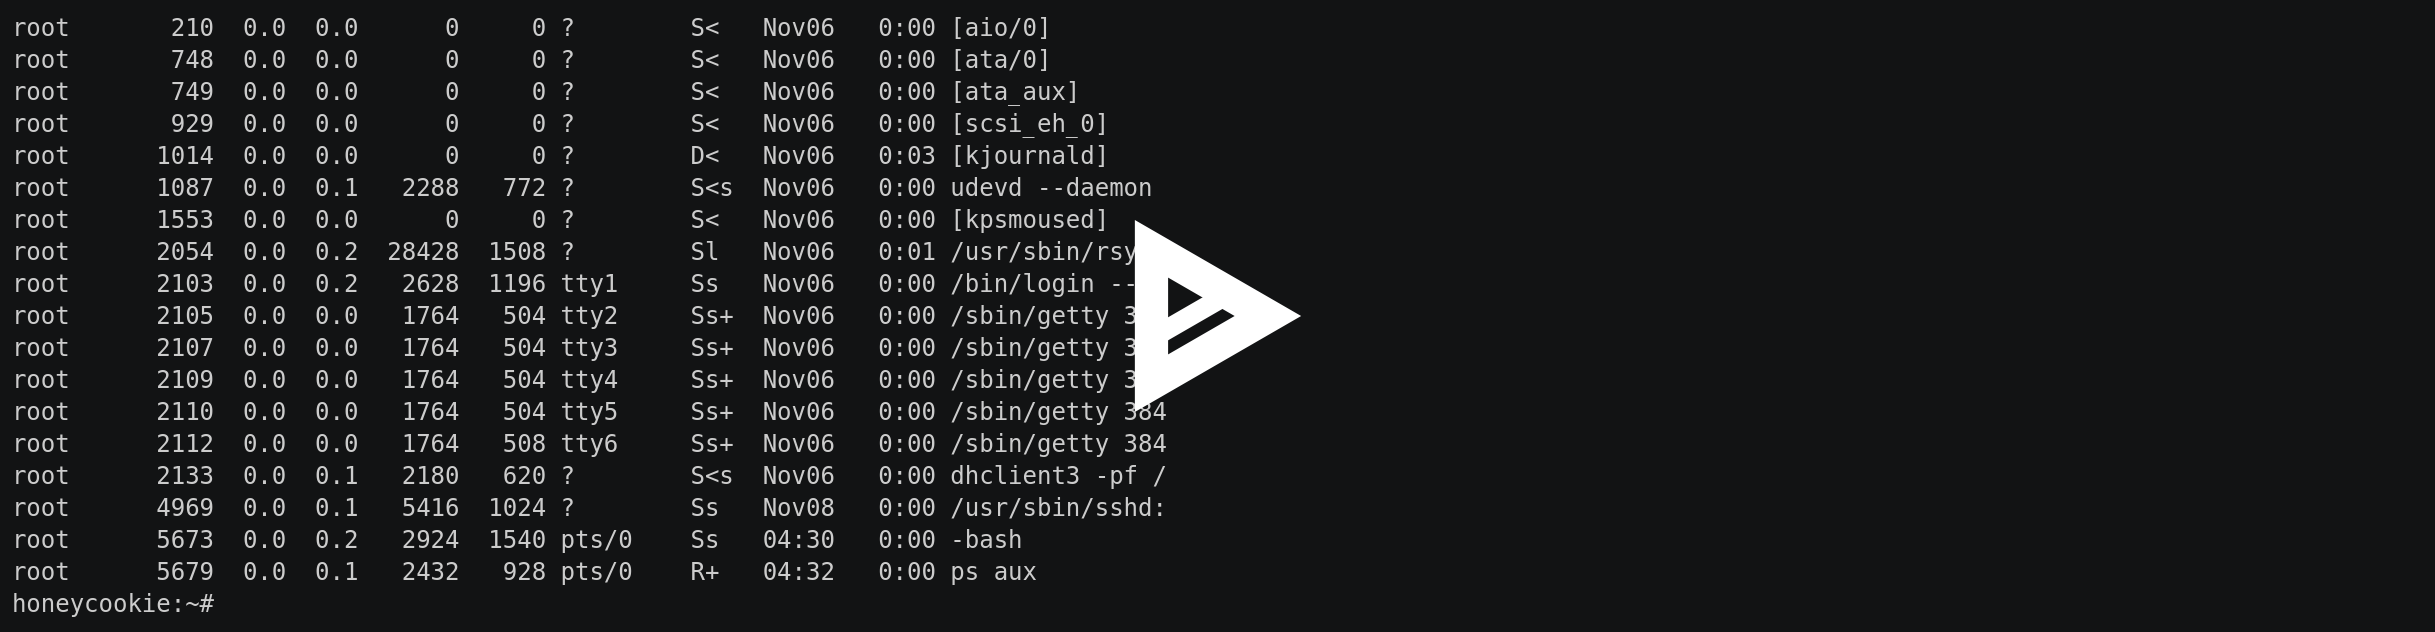 root       210  0.0  0.0      0     0 ?        S<   Nov06   0:00 [aio/0]
root       748  0.0  0.0      0     0 ?        S<   Nov06   0:00 [ata/0]
root       749  0.0  0.0      0     0 ?        S<   Nov06   0:00 [ata_aux]
root       929  0.0  0.0      0     0 ?        S<   Nov06   0:00 [scsi_eh_0]
root      1014  0.0  0.0      0     0 ?        D<   Nov06   0:03 [kjournald]
root      1087  0.0  0.1   2288   772 ?        S<s  Nov06   0:00 udevd --daemon
root      1553  0.0  0.0      0     0 ?        S<   Nov06   0:00 [kpsmoused]
root      2054  0.0  0.2  28428  1508 ?        Sl   Nov06   0:01 /usr/sbin/rsy
root      2103  0.0  0.2   2628  1196 tty1     Ss   Nov06   0:00 /bin/login --
root      2105  0.0  0.0   1764   504 tty2     Ss+  Nov06   0:00 /sbin/getty 3
root      2107  0.0  0.0   1764   504 tty3     Ss+  Nov06   0:00 /sbin/getty 3
root      2109  0.0  0.0   1764   504 tty4     Ss+  Nov06   0:00 /sbin/getty 3
root      2110  0.0  0.0   1764   504 tty5     Ss+  Nov06   0:00 /sbin/getty 384
root      2112  0.0  0.0   1764   508 tty6     Ss+  Nov06   0:00 /sbin/getty 384
root      2133  0.0  0.1   2180   620 ?        S<s  Nov06   0:00 dhclient3 -pf /
root      4969  0.0  0.1   5416  1024 ?        Ss   Nov08   0:00 /usr/sbin/sshd:
root      5673  0.0  0.2   2924  1540 pts/0    Ss   04:30   0:00 -bash
root      5679  0.0  0.1   2432   928 pts/0    R+   04:32   0:00 ps aux
honeycookie:~#